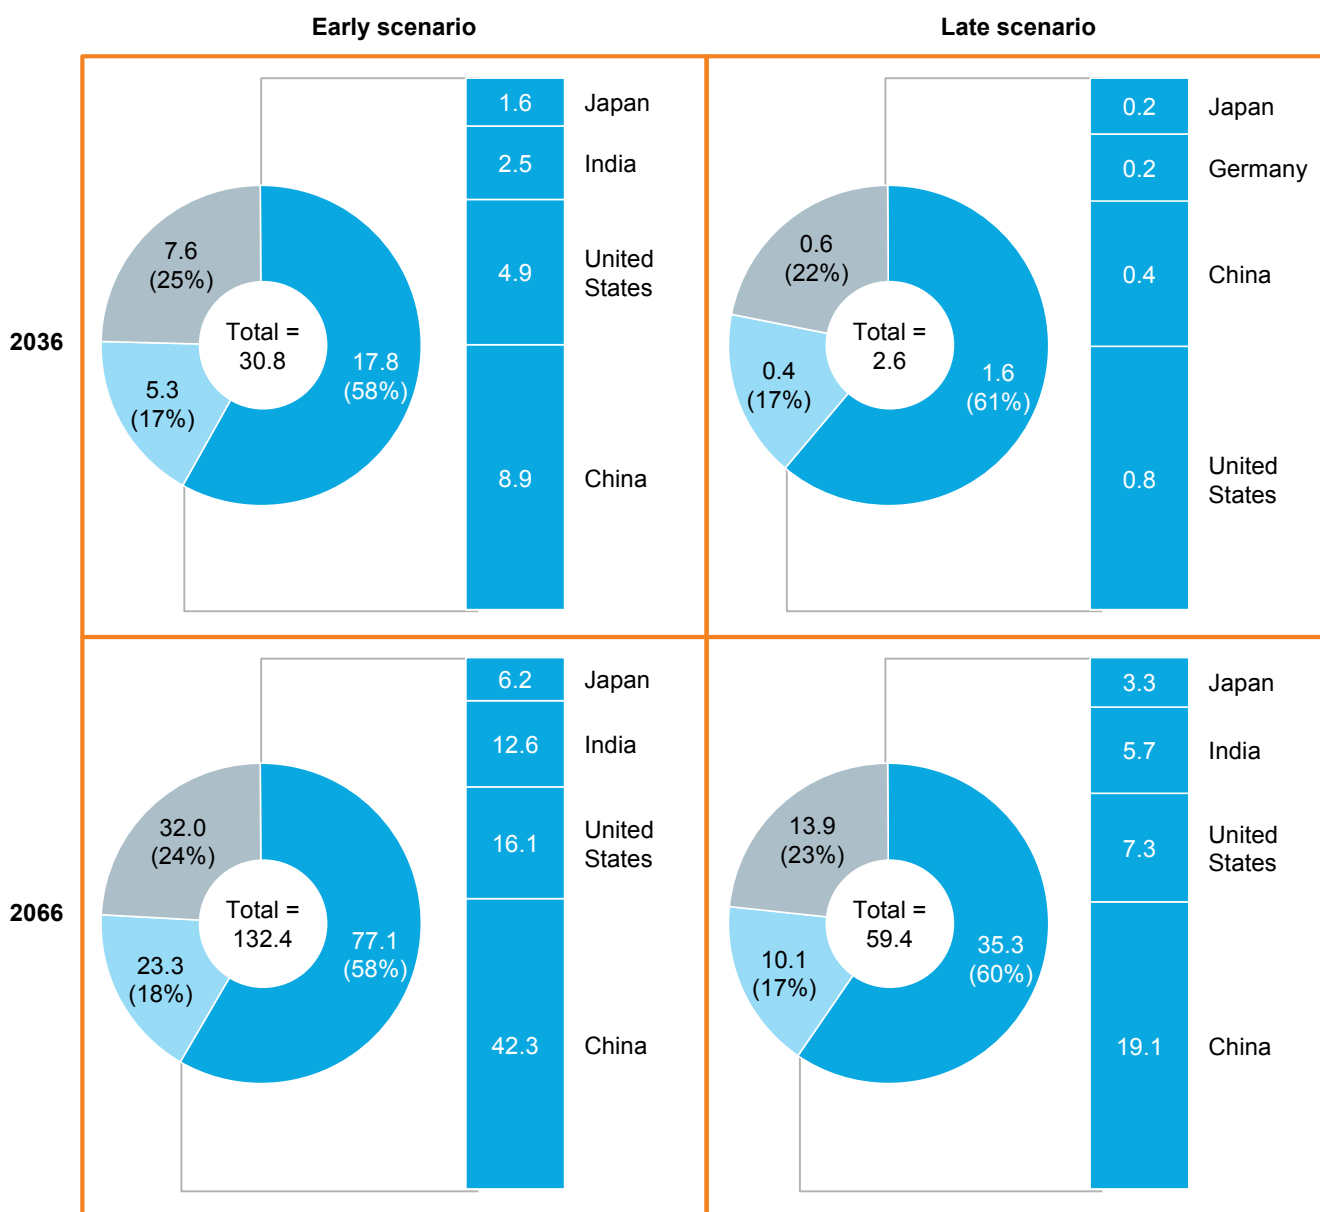 Early scenario
Late scenario
2036
7.6
(25%)
5.3
(17%)
Total =
30.8
17.8
(58%)
1.6
Japan
2.5
India
4.9
United
States
8.9
China
0.6
(22%)
0.4
(17%)
Total =
2.6
1.6
(61%)
0.2
Japan
0.2
Germany
0.4
China
0.8
United
States
2066
32.0
(24%)
23.3
(18%)
Total =
132.4
77.1
(58%)
6.2
Japan
12.6
India
16.1
United
States
42.3
China
13.9
(23%)
10.1
(17%)
Total =
59.4
35.3
(60%)
3.3
Japan
5.7
India
7.3
United
States
19.1
China